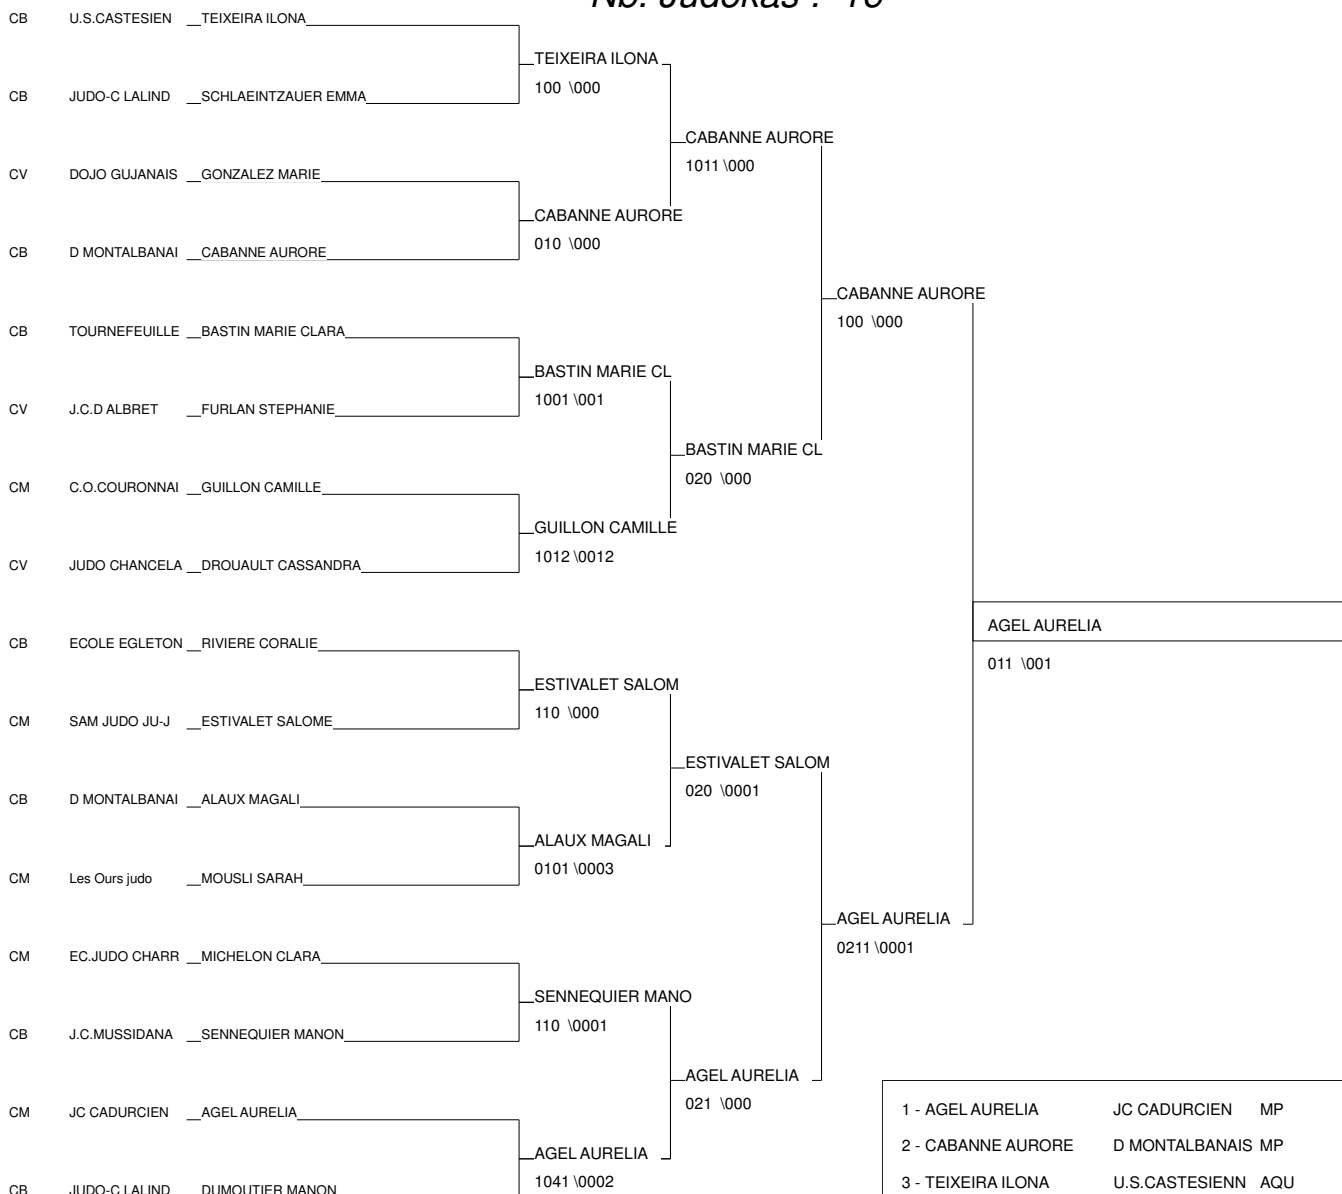 Nb. Judokas : 16
CB U.S.CASTESIEN TEIXEIRA ILONA
TEIXEIRA ILONA
100 \000
CB JUDO-C LALIND SCHLAEINTZAUER EMMA
CABANNE AURORE
1011 \000
CV DOJO GUJANAIS GONZALEZ MARIE
CABANNE AURORE
010 \000
CB D MONTALBANAI CABANNE AURORE
CABANNE AURORE
100 \000
CB TOURNEFEUILLE BASTIN MARIE CLARA
BASTIN MARIE CL
1001 \001
CV J.C.D ALBRET FURLAN STEPHANIE
BASTIN MARIE CL
020 \000
CM C.O.COURONNAI GUILLON CAMILLE
GUILLON CAMILLE
1012 \0012
CV JUDO CHANCELA DROUAULT CASSANDRA
AGEL AURELIA
011 \001
CB ECOLE EGLETON RIVIERE CORALIE
ESTIVALET SALOM
110 \000
CM SAM JUDO JU-J ESTIVALET SALOME
ESTIVALET SALOM
020 \0001
CB D MONTALBANAI ALAUX MAGALI
ALAUX MAGALI
0101 \0003
CM Les Ours judo MOUSLI SARAH
AGEL AURELIA
0211 \0001
CM EC.JUDO CHARR MICHELON CLARA
SENNEQUIER MANO
110 \0001
CB J.C.MUSSIDANA SENNEQUIER MANON
AGEL AURELIA
021 \000
CM JC CADURCIEN AGEL AURELIA
AGEL AURELIA
1041 \0002
CB JUDO-C LALIND DUMOUTIER MANON
1 - AGEL AURELIA JC CADURCIEN MP
2 - CABANNE AURORE D MONTALBANAIS MP
3 - TEIXEIRA ILONA U.S.CASTESIENN AQU